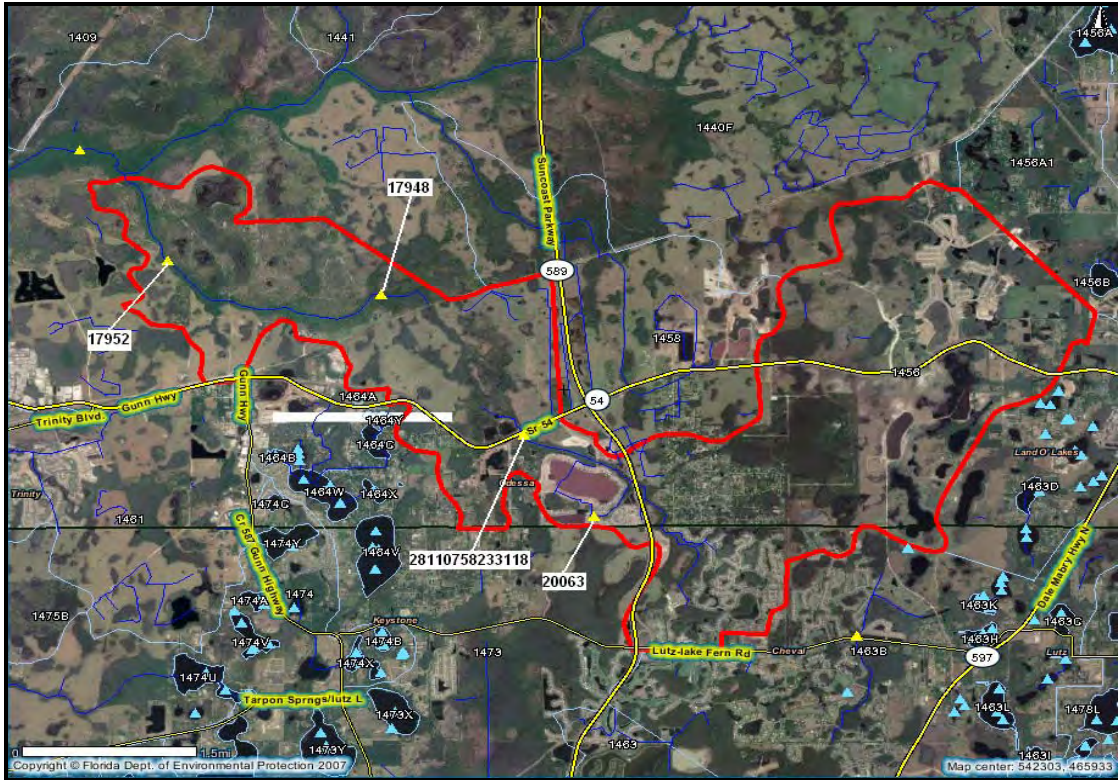 1409
1441
1456A
1440F
1456A1
17948
Suncoast Parkway
589
1456B
17952
1458
1456
Gunn Hwy
Gunn Hwy
Trinity Blvd
1464A
54
1464Y
Sr 54
1464G
1464B
Land O' Lakes
Odessa
1464W
1464X
1463D
Trinity
1474G
1461
Cr 587 Gunn Highway
1474Y
1464V
28110758233118
20063
Dale Mabry Hwy N
1474A
1474
1463K
1475B
Keystone
1463G
1474V
1474B
1463H
1473
Lutz-lake Fern Rd
Cheval
1463B
597
Lutz
1474X
1474U
Tarpon Sprngs/lutz L
1473X
1463L
1478L
1473Y
1463
1463I
0
1.5mi
Copyright © Florida Dept. of Environmental Protection 2007
Map center: 542303, 465933